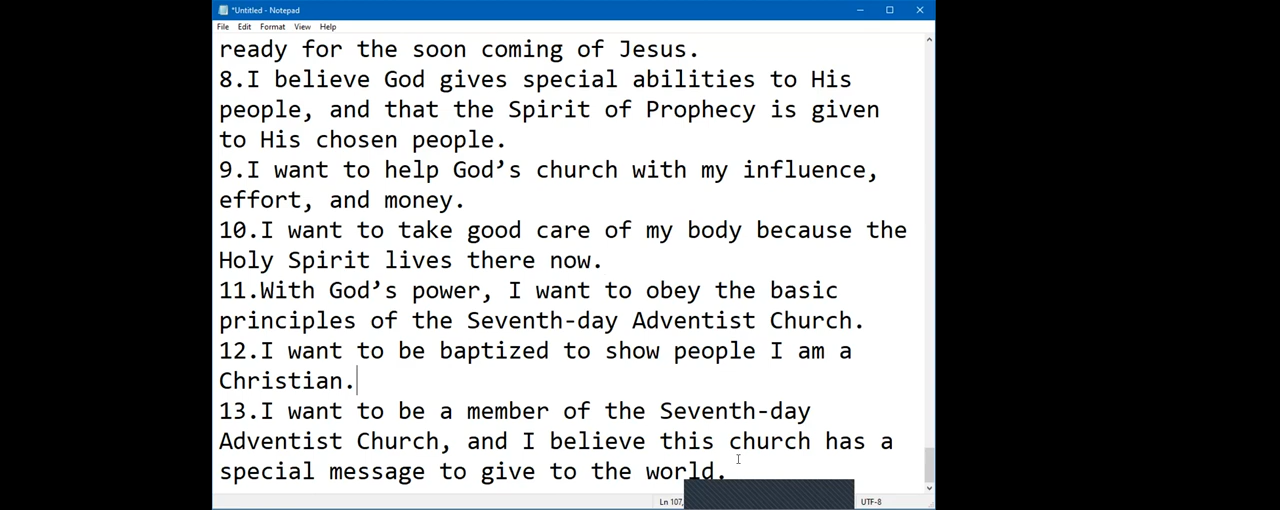 *Untitled - Notepad
File Edit Format View Help
ready for the soon coming of Jesus.
8.I believe God gives special abilities to His
people, and that the Spirit of Prophecy is given
to His chosen people.
9.I want to help God’s church with my influence,
effort, and money.
10.I want to take good care of my body because the
Holy Spirit lives there now.
11.With God’s power, I want to obey the basic
principles of the Seventh-day Adventist Church.
12.I want to be baptized to show people I am a
Christian.
13.I want to be a member of the Seventh-day
Adventist Church, and I believe this church has a
special message to give to the world.
Ln 107, UTF-8